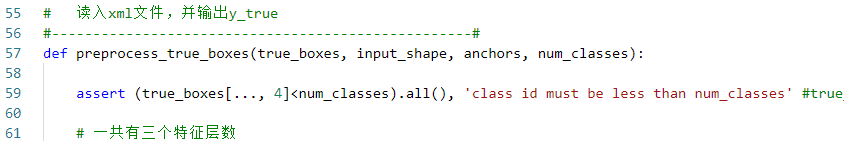 55 #   读入xml文件，并输出y_true
56 #---------------------------------------------------#
57 def preprocess_true_boxes(true_boxes, input_shape, anchors, num_classes):
58
59     assert (true_boxes[..., 4]<num_classes).all(), 'class id must be less than num_classes' #true_
60
61     # 一共有三个特征层数